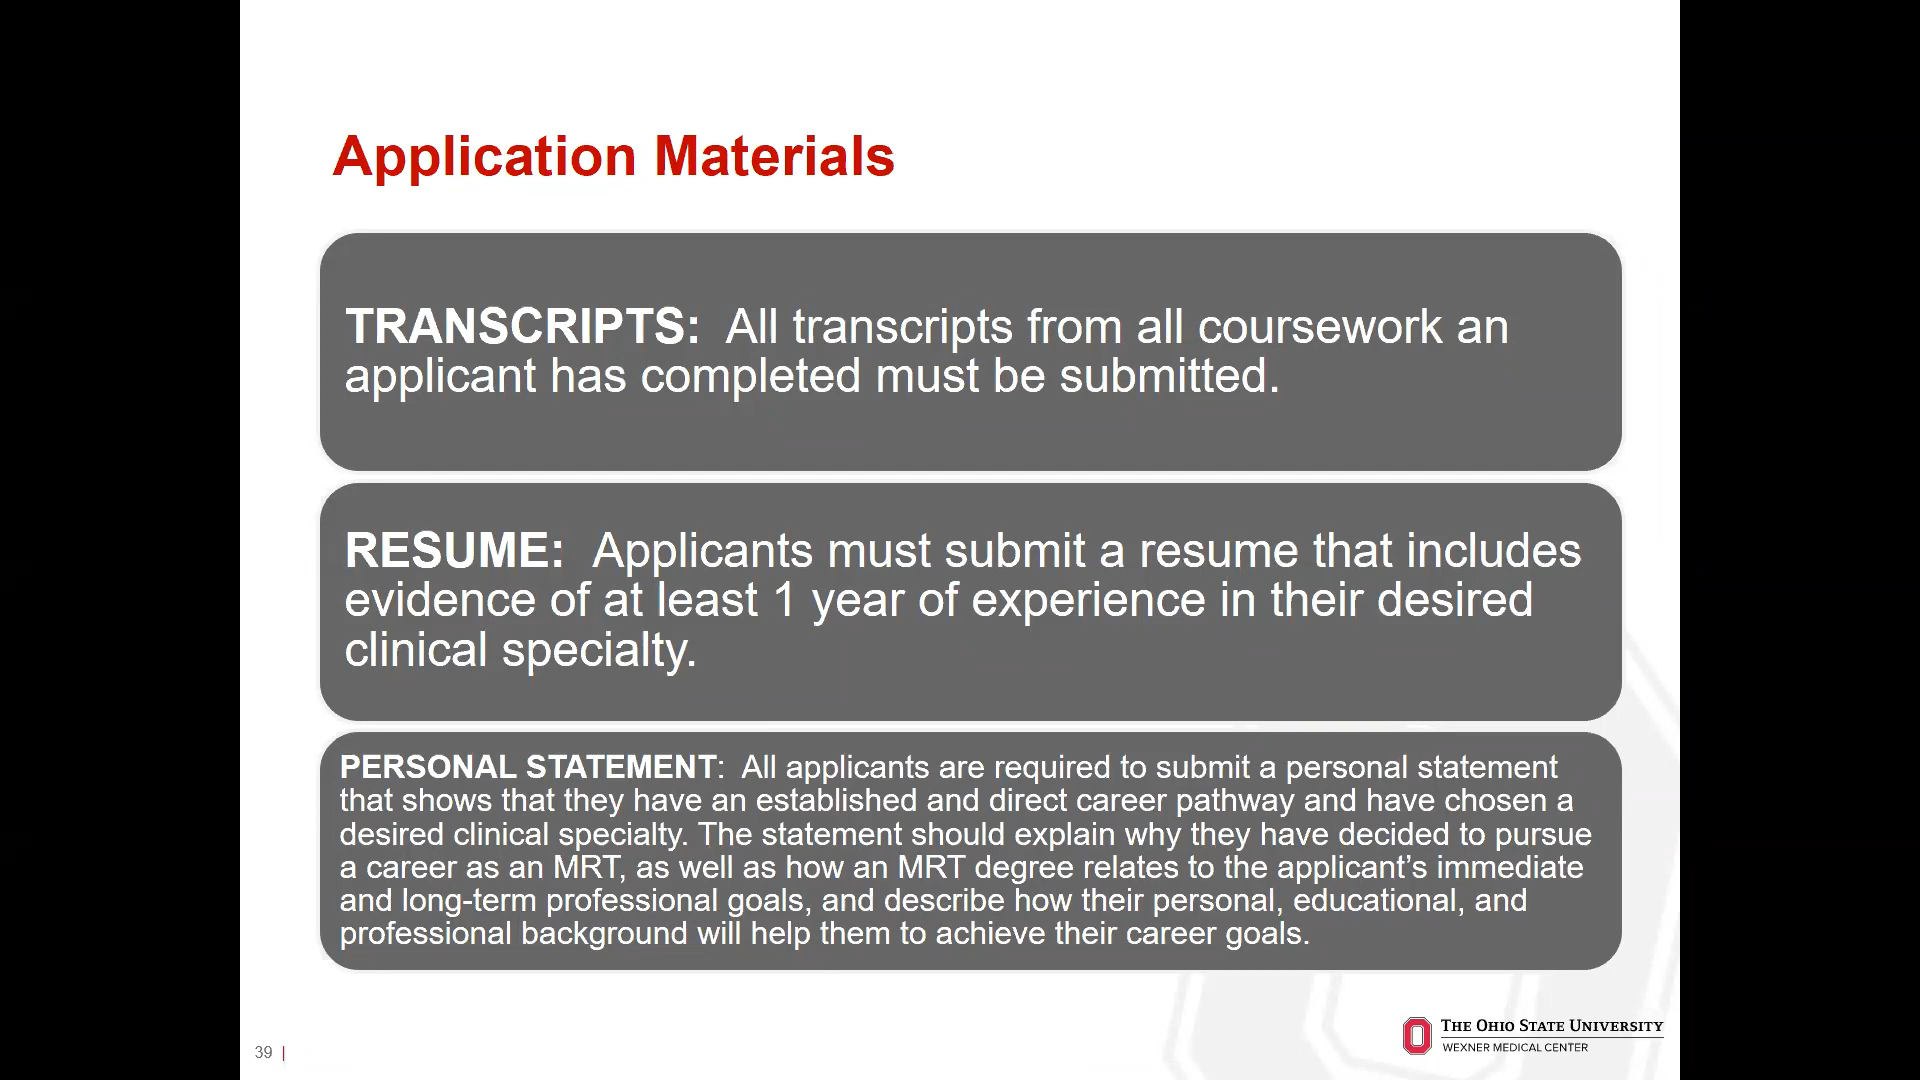 Application Materials
TRANSCRIPTS: All transcripts from all coursework an
applicant has completed must be submitted.
RESUME: Applicants must submit a resume that includes
evidence of at least 1 year of experience in their desired
clinical specialty.
PERSONAL STATEMENT: All applicants are required to submit a personal statement
that shows that they have an established and direct career pathway and have chosen a
desired clinical specialty. The statement should explain why they have decided to pursue
a career as an MRT, as well as how an MRT degree relates to the applicant’s immediate
and long-term professional goals, and describe how their personal, educational, and
professional background will help them to achieve their career goals.
THE OHIO STATE UNIVERSITY
WEXNER MEDICAL CENTER
39 |